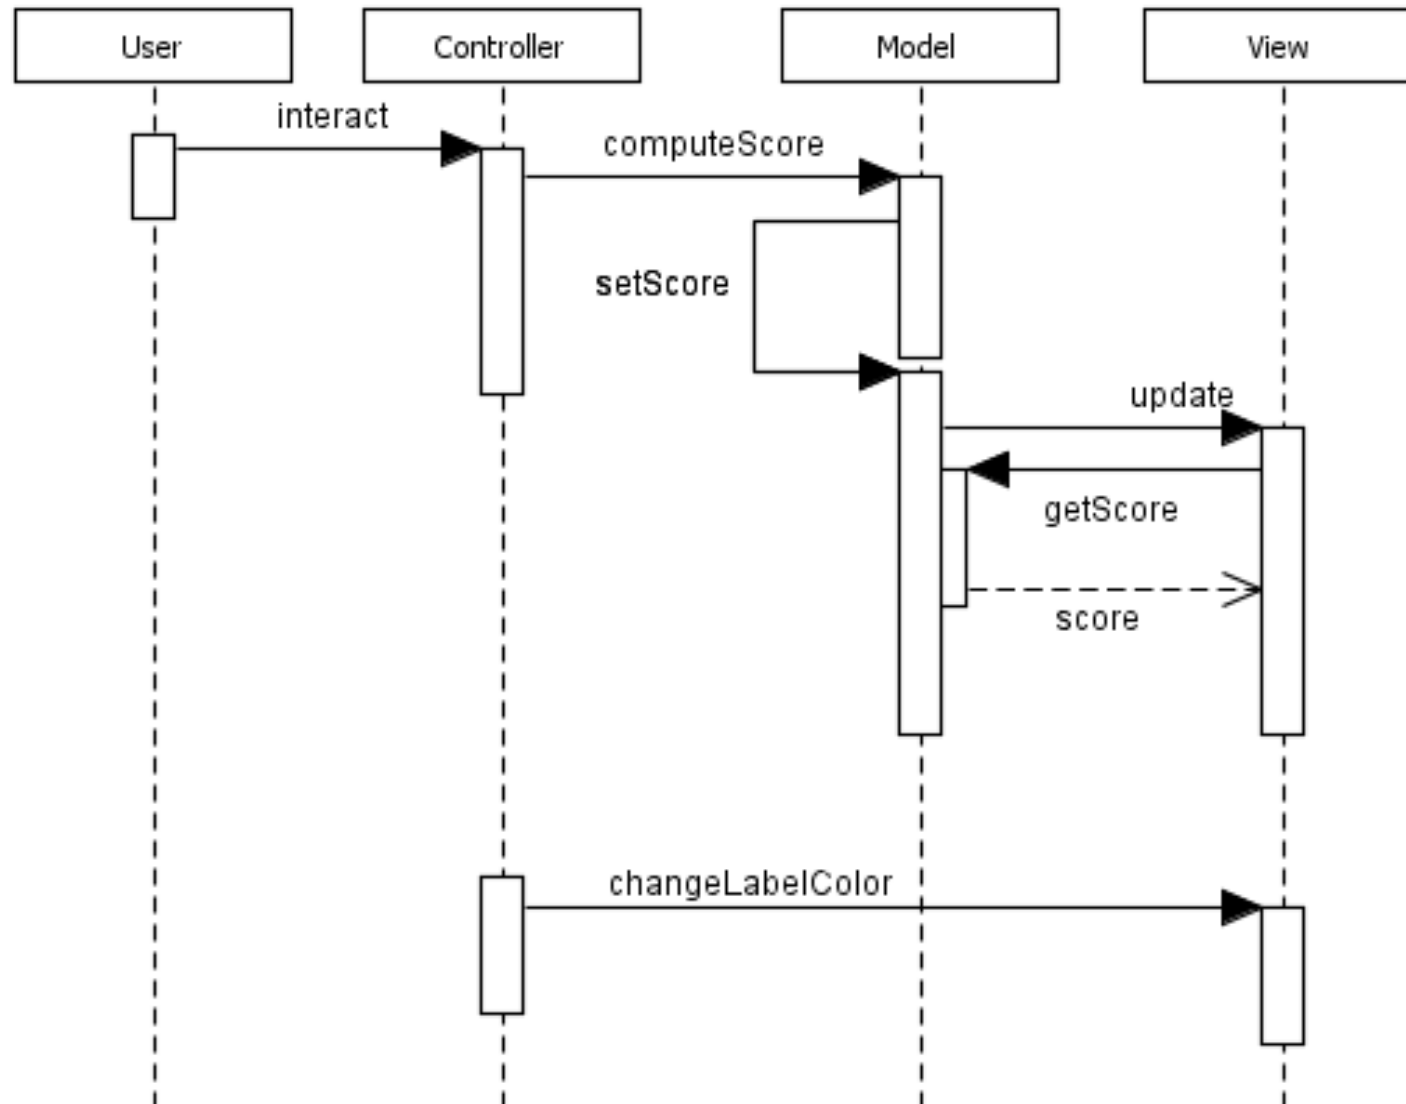 User
Controller
Model
View
interact
computeScore
setScore
update
getScore
score
changeLabelColor